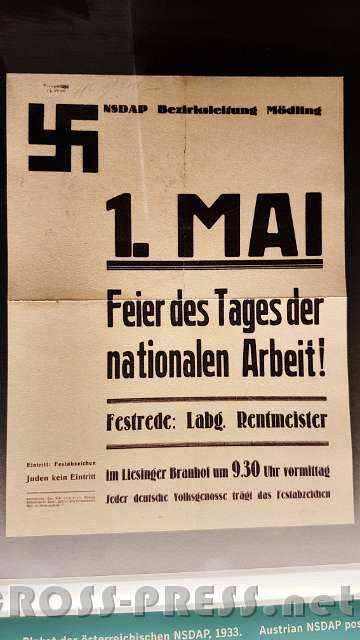 NSDAP Bezirksleitung Mödling
1. MAI
Feier des Tages der
nationalen Arbeit!
Festrede: Labg. Rentmeister
Eintritt: Festabzeichen
Juden kein Eintritt
Im Liesinger Brauhof um 9.30 Uhr vormittag
Jeder deutsche Volksgenosse trägt das Festabzeichen
CROSS-PRESS.net
Plakat der österreichischen NSDAP, 1933. Austrian NSDAP pos